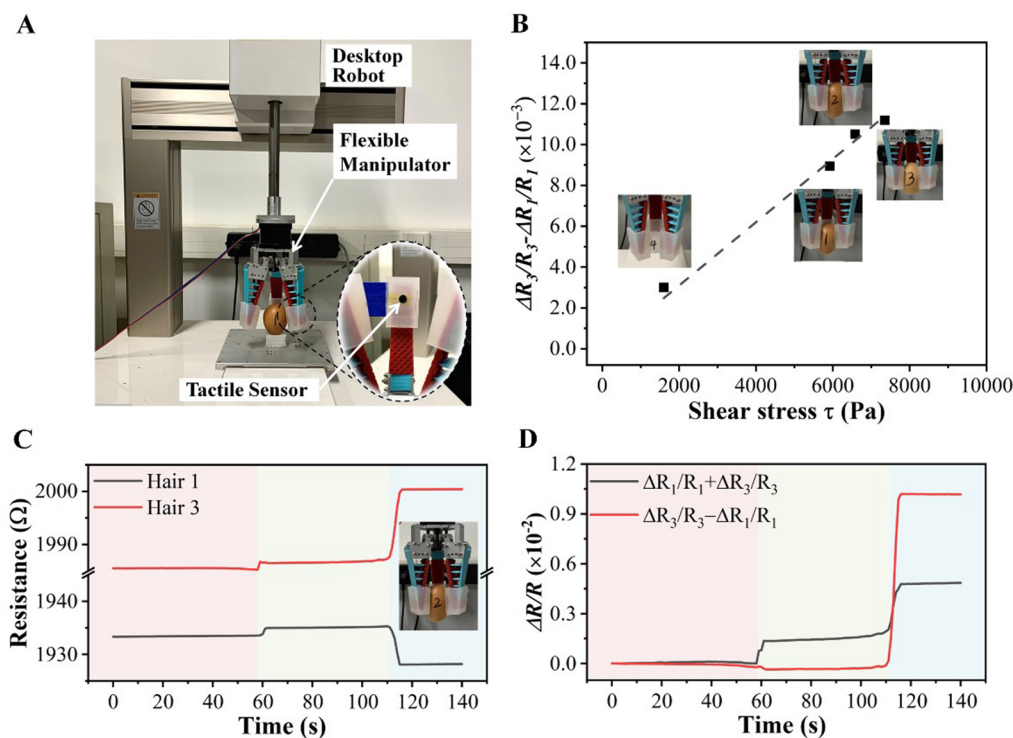 A
Desktop
Robot
Flexible
Manipulator
1
Tactile Sensor
B
ΔR3/R3-ΔR1/R1 (×10⁻³)
14.0
12.0
10.0
8.0
6.0
4.0
2.0
0.0
2
3
4
1
0
2000
4000
6000
8000
10000
Shear stress τ (Pa)
C
Resistance (Ω)
2000
1990
1940
1930
Hair 1
Hair 3
2
0
20
40
60
80
100
120
140
Time (s)
D
ΔR/R (×10⁻²)
1.2
0.9
0.6
0.3
0.0
ΔR₁/R₁+ΔR₃/R₃
ΔR₃/R₃−ΔR₁/R₁
0
20
40
60
80
100
120
140
Time (s)